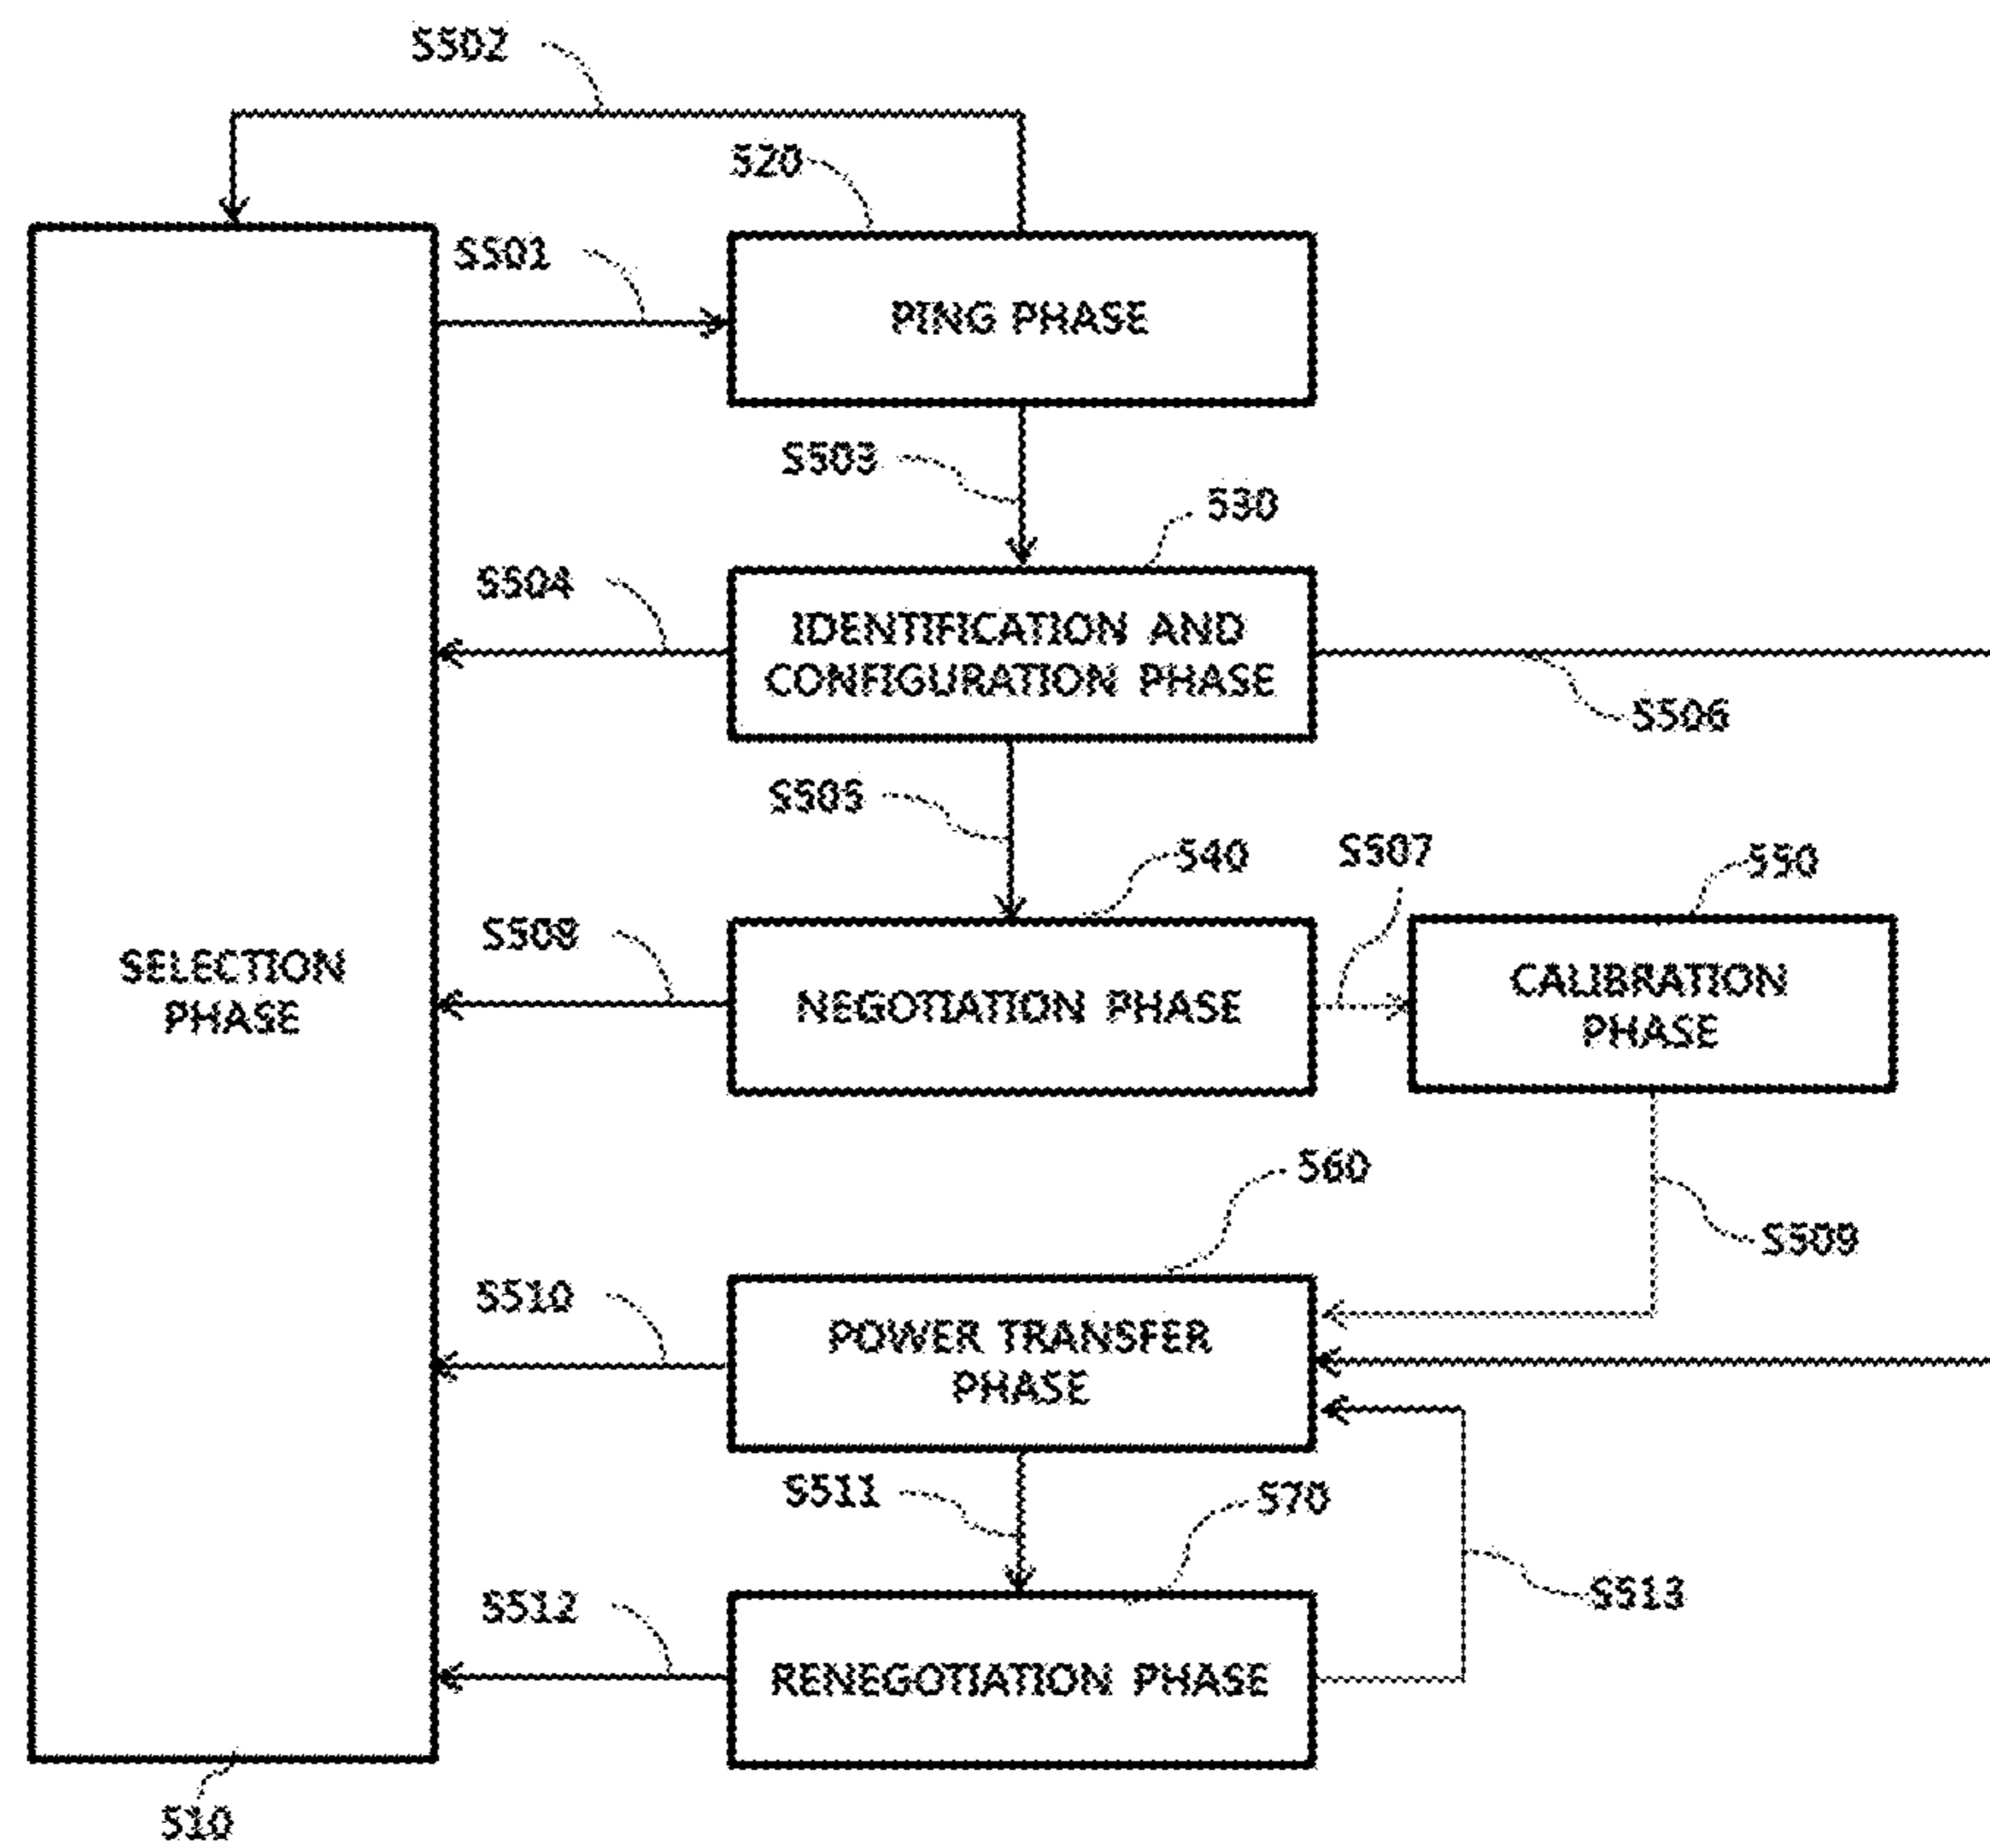 S502
520
S501
PING PHASE
S503
530
S504
IDENTIFICATION AND
CONFIGURATION PHASE
S506
S505
540
S507
550
S508
SELECTION
PHASE
NEGOTIATION PHASE
CALIBRATION
PHASE
560
S509
S510
POWER TRANSFER
PHASE
S511
570
S513
S512
RENEGOTIATION PHASE
510